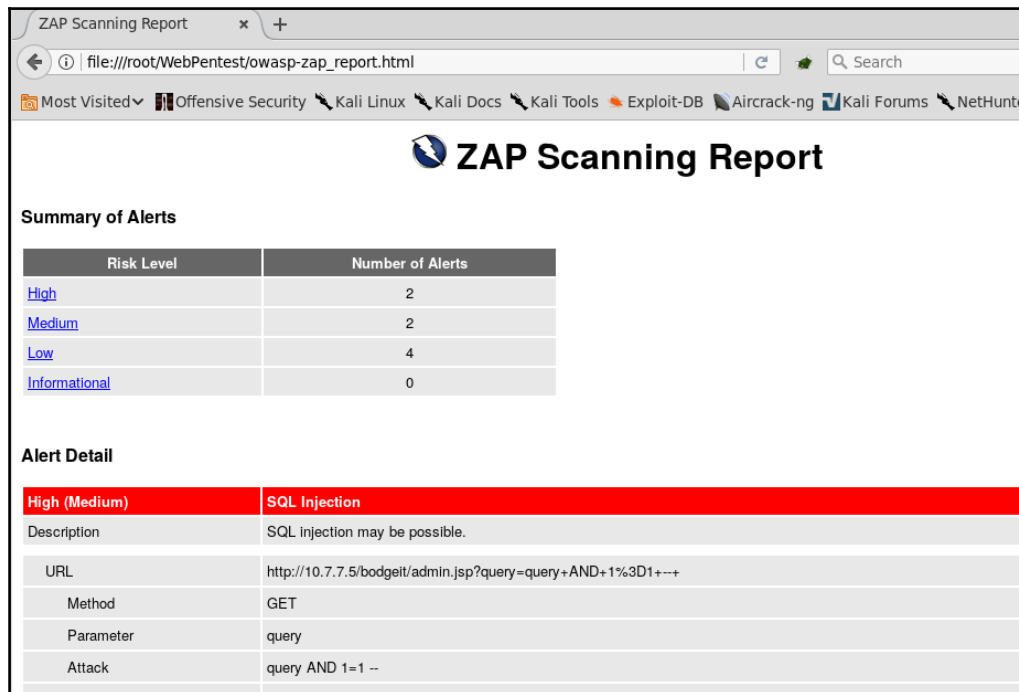 ZAP Scanning Report × +
file:///root/WebPentest/owasp-zap_report.html Search
Most Visited Offensive Security Kali Linux Kali Docs Kali Tools Exploit-DB Aircrack-ng Kali Forums NetHunte
ZAP Scanning Report
Summary of Alerts
Risk Level Number of Alerts
High 2
Medium 2
Low 4
Informational 0
Alert Detail
High (Medium) SQL Injection
Description SQL injection may be possible.
URL http://10.7.7.5/bodgeit/admin.jsp?query=query+AND+1%3D1+--+
Method GET
Parameter query
Attack query AND 1=1 --